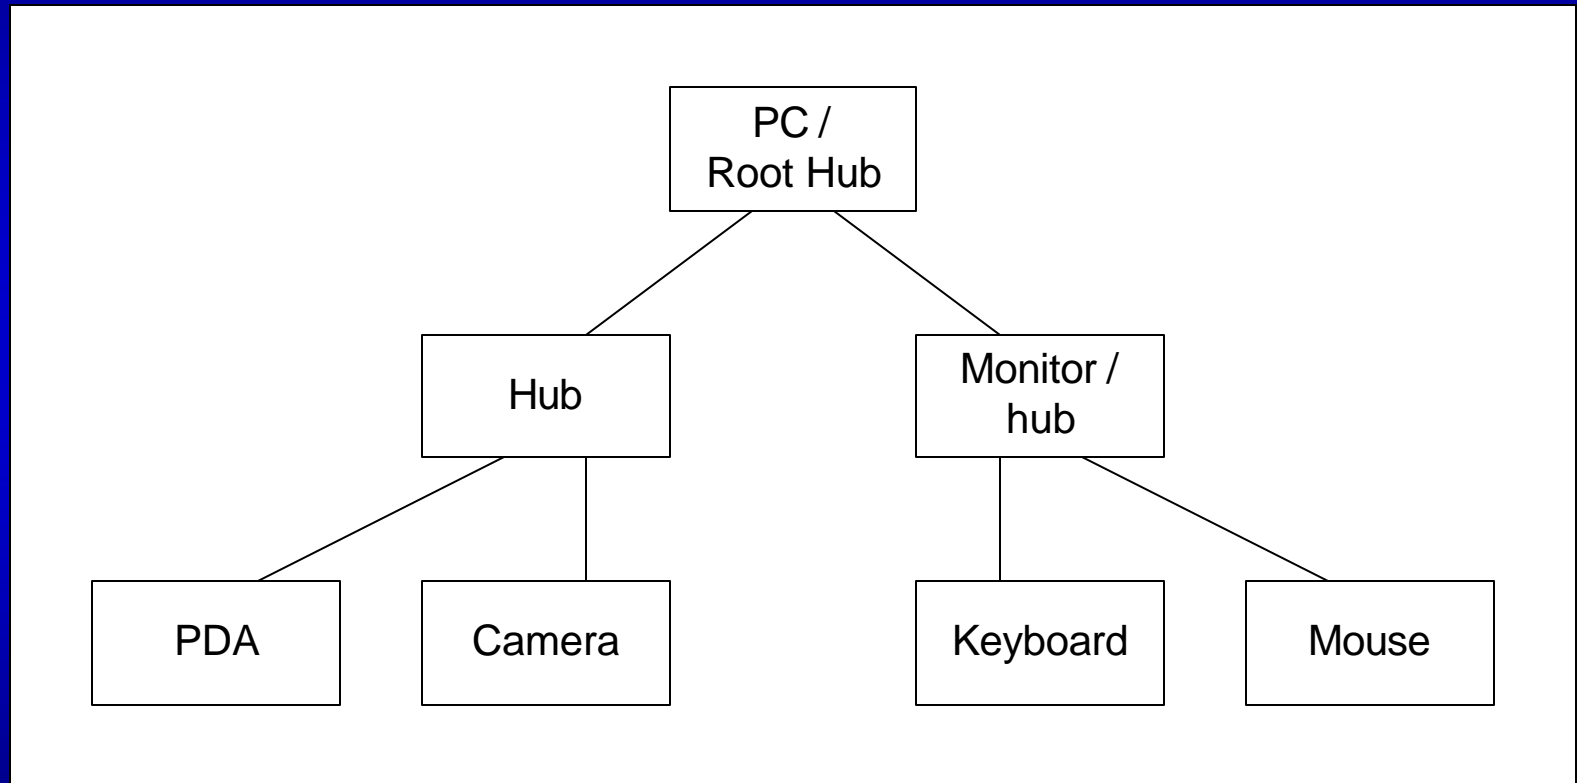 PC /
Root Hub
Hub
Monitor /
hub
PDA
Camera
Keyboard
Mouse